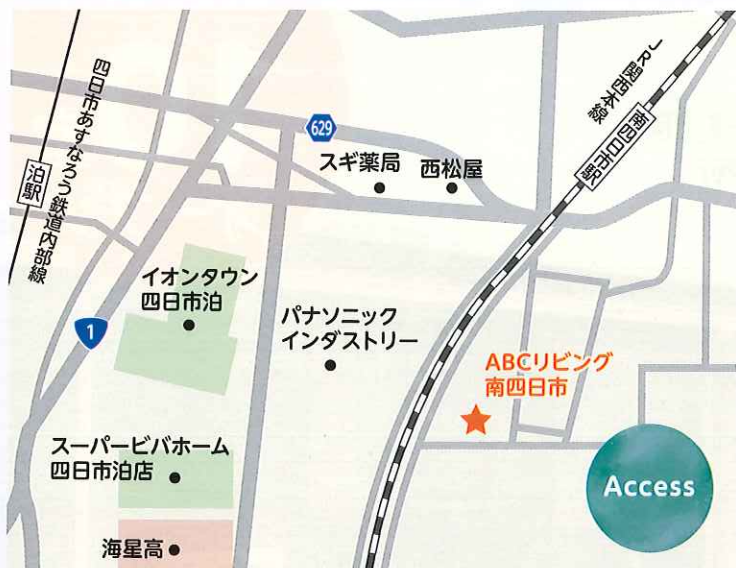 四日市あすなろう鉄道内部線
泊駅
629
JR関西本線
南四日市駅
スギ薬局
西松屋
イオンタウン
四日市泊
1
パナソニック
インダストリー
ABCリビング
南四日市
スーパービバホーム
四日市泊店
Access
海星高